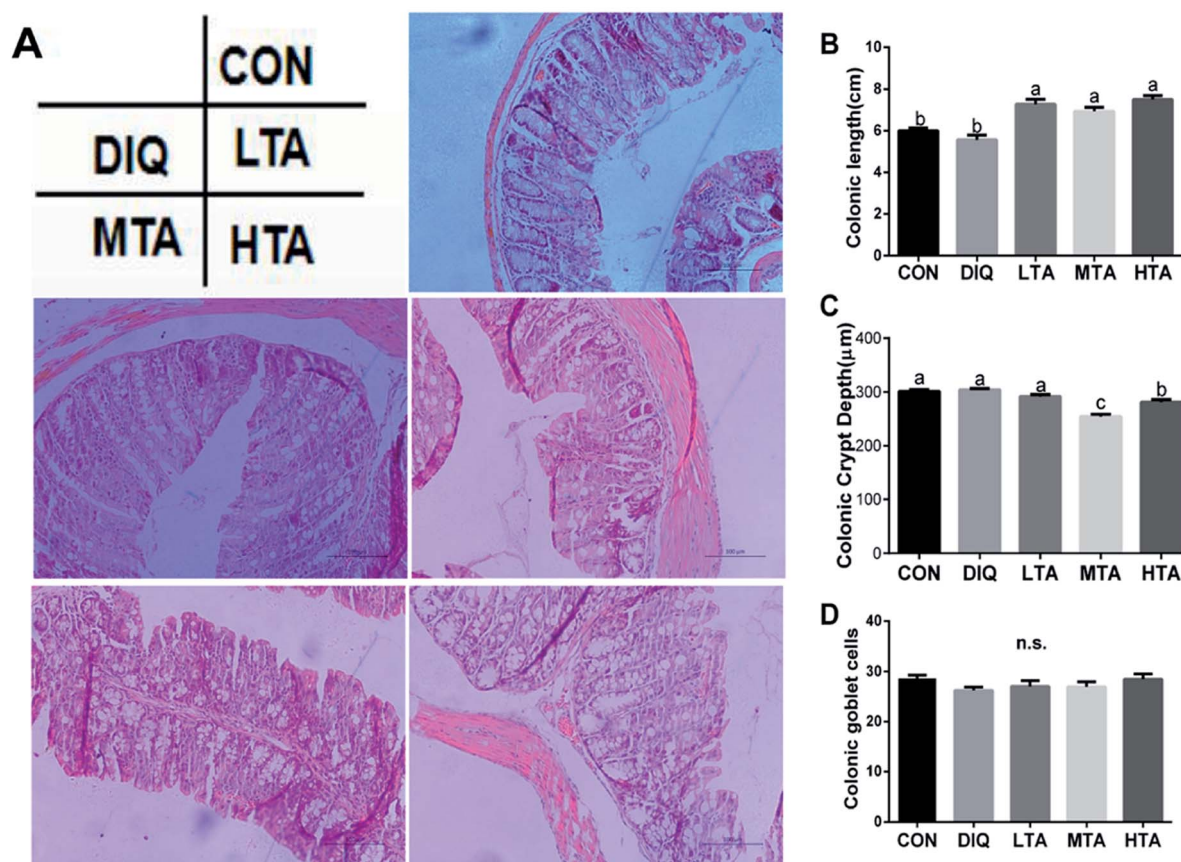 A
CON
DIQ LTA
MTA HTA
100 μm
B
Colonic length(cm)
10
8
6
4
2
0
b b a a a
CON DIQ LTA MTA HTA
C
Colonic Crypt Depth(μm)
400
300
200
100
0
a a a c b
CON DIQ LTA MTA HTA
D
Colonic goblet cells
40
30
20
10
0
n.s.
CON DIQ LTA MTA HTA